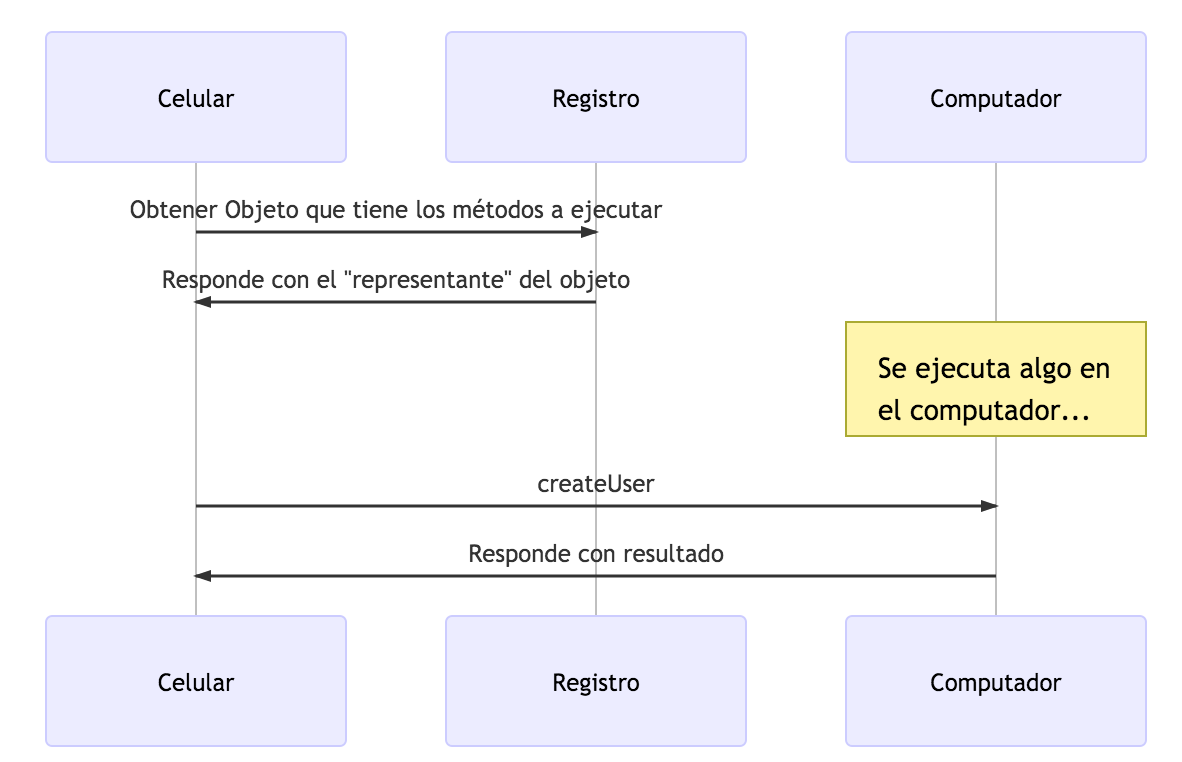 Celular
Registro
Computador
Obtener Objeto que tiene los métodos a ejecutar
Responde con el "representante" del objeto
Se ejecuta algo en
el computador...
createUser
Responde con resultado
Celular
Registro
Computador